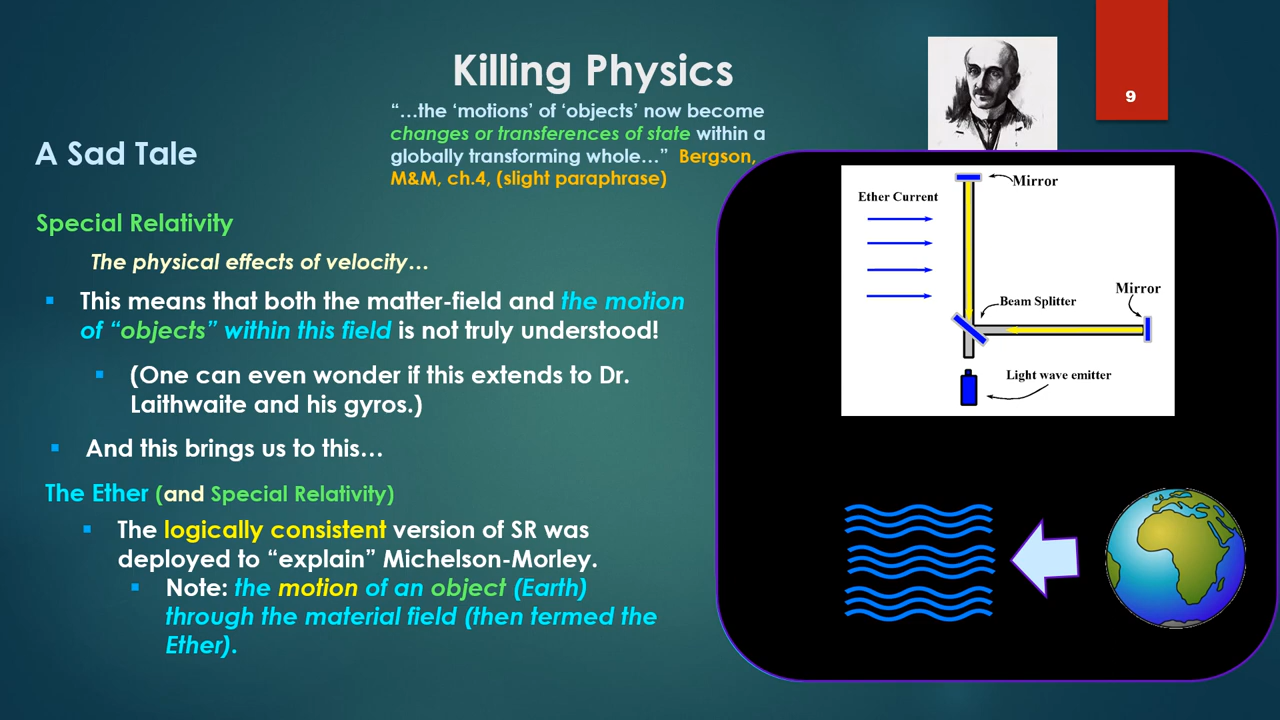 Killing Physics
9
“…the ‘motions’ of ‘objects’ now become
changes or transferences of state within a
globally transforming whole…” Bergson,
M&M, ch.4, (slight paraphrase)
A Sad Tale
Special Relativity
The physical effects of velocity…
This means that both the matter-field and the motion
of “objects” within this field is not truly understood!
(One can even wonder if this extends to Dr.
Laithwaite and his gyros.)
And this brings us to this…
The Ether (and Special Relativity)
The logically consistent version of SR was
deployed to “explain” Michelson-Morley.
Note: the motion of an object (Earth)
through the material field (then termed the
Ether).
Mirror
Ether Current
Mirror
Beam Splitter
Light wave emitter